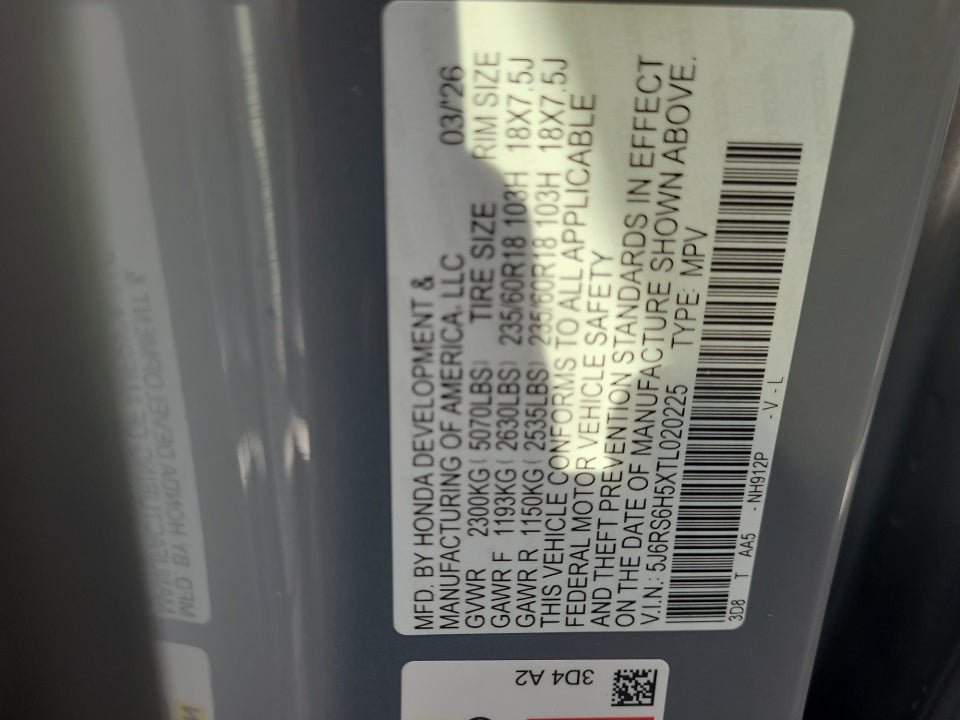 MFD. BY HONDA DEVELOPMENT &
MANUFACTURING OF AMERICA, LLC 03/'26
GVWR 2300KG ( 5070LBS) TIRE SIZE RIM SIZE
GAWR F 1193KG ( 2630LBS) 235/60R18 103H 18X7.5J
GAWR R 1150KG ( 2535LBS) 235/60R18 103H 18X7.5J
THIS VEHICLE CONFORMS TO ALL APPLICABLE
FEDERAL MOTOR VEHICLE SAFETY
AND THEFT PREVENTION STANDARDS IN EFFECT
ON THE DATE OF MANUFACTURE SHOWN ABOVE.
V.I.N.: 5J6RS6H5XTL020225 TYPE: MPV
3D8 T AA5 - NH912P - V - L
3D4 A2